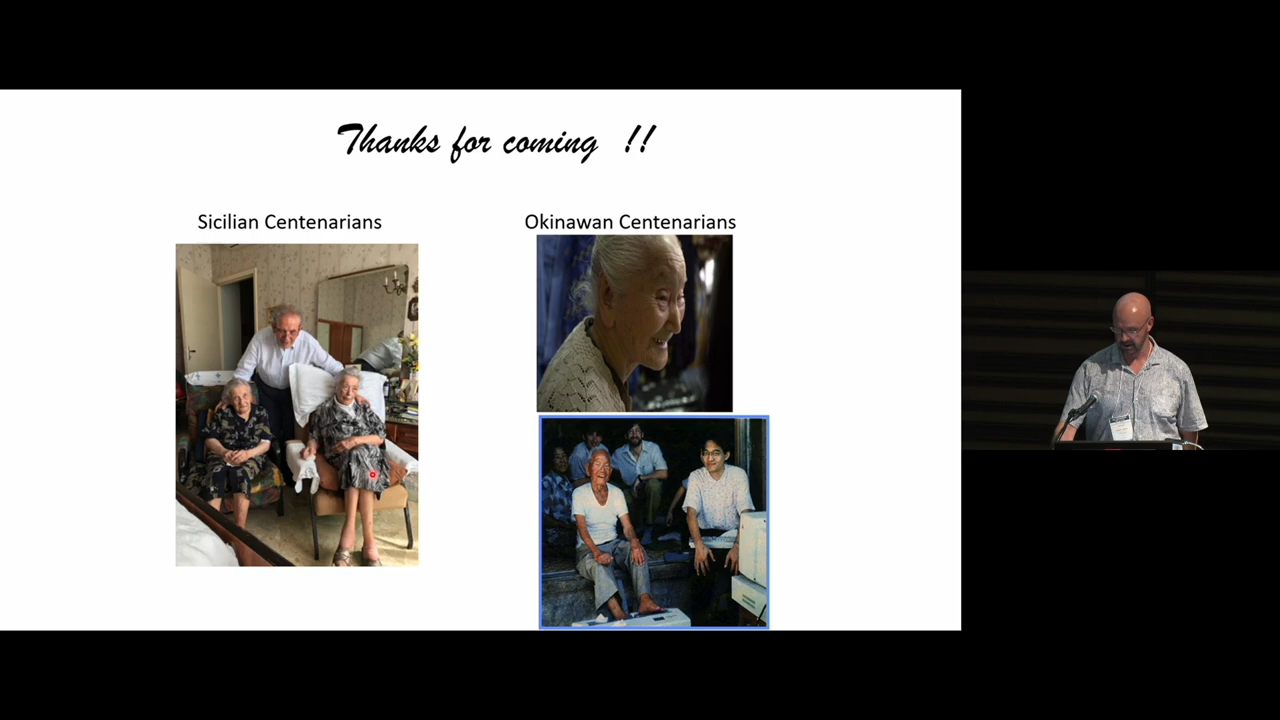 Thanks for coming !!
Sicilian Centenarians
Okinawan Centenarians